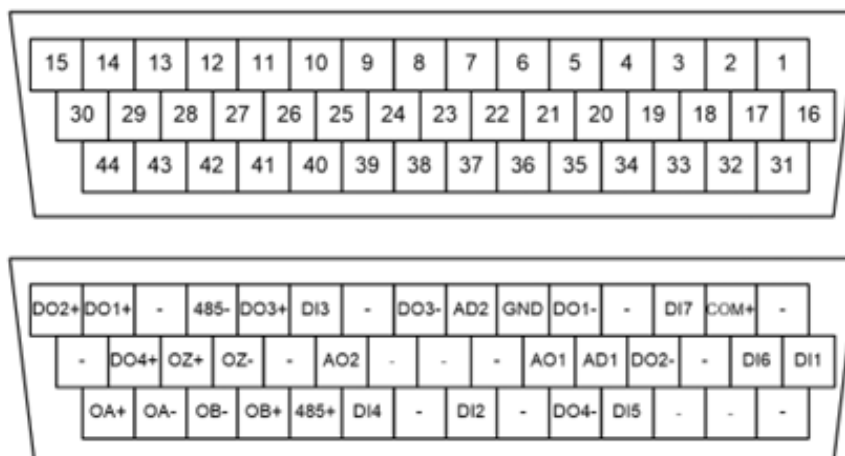 15 14 13 12 11 10 9 8 7 6 5 4 3 2 1
30 29 28 27 26 25 24 23 22 21 20 19 18 17 16
44 43 42 41 40 39 38 37 36 35 34 33 32 31
DO2+ DO1+ - 485- DO3+ DI3 - DO3- AD2 GND DO1- - DI7 COM+ -
- DO4+ OZ+ OZ- - AO2 - - - AO1 AD1 DO2- - DI6 DI1
OA+ OA- OB- OB+ 485+ DI4 - DI2 - DO4- DI5 - - -